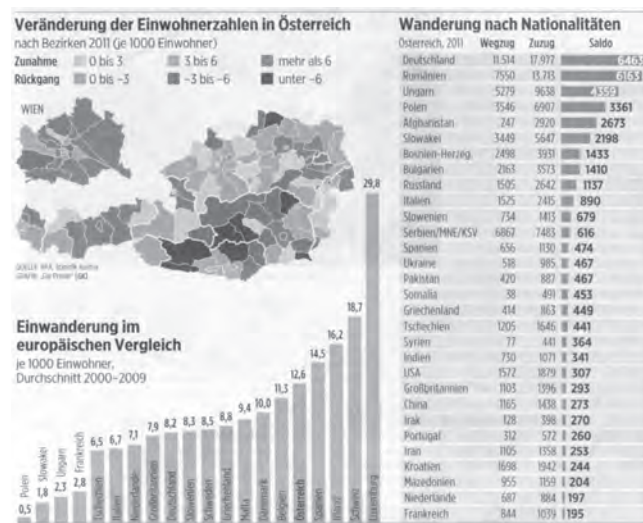 Veränderung der Einwohnerzahlen in Österreich
nach Bezirken 2011 (je 1000 Einwohner)
Zunahme 0 bis 3 3 bis 6 mehr als 6
Rückgang 0 bis −3 −3 bis −6 unter −6
WIEN
Einwanderung im
europäischen Vergleich
je 1000 Einwohner,
Durchschnitt 2000–2009
Polen 0,5
Slowakei 1,8
Ungarn 2,3
Frankreich 2,8
Tschechien 6,5
Italien 6,7
Niederlande 7,1
Großbritannien 7,9
Deutschland 8,2
Slowenien 8,3
Schweden 8,5
Griechenland 8,8
Malta 9,4
Dänemark 10,0
Belgien 11,3
Österreich 12,6
Spanien 14,5
16,2
Schweiz 18,7
Luxemburg 29,8
Wanderung nach Nationalitäten
Österreich, 2011 Wegzug Zuzug Saldo
Deutschland 11.514 17.977 6463
Rumänien 7550 13.713 6163
Ungarn 5279 9638 4359
Polen 3546 6907 3361
Afghanistan 247 2920 2673
Slowakei 3449 5647 2198
Bosnien-Herzeg. 2498 3931 1433
Bulgarien 2163 3573 1410
Russland 1505 2642 1137
Italien 1525 2415 890
Slowenien 734 1413 679
Serbien/MNE/KSV 6867 7483 616
Spanien 656 1130 474
Ukraine 518 985 467
Pakistan 420 887 467
Somalia 38 491 453
Griechenland 414 863 449
Tschechien 1205 1646 441
Syrien 77 441 364
Indien 730 1071 341
USA 1572 1879 307
Großbritannien 1103 1396 293
China 1165 1438 273
Irak 128 398 270
Portugal 312 572 260
Iran 1105 1358 253
Kroatien 1698 1942 244
Mazedonien 955 1159 204
Niederlande 687 884 197
Frankreich 844 1039 195